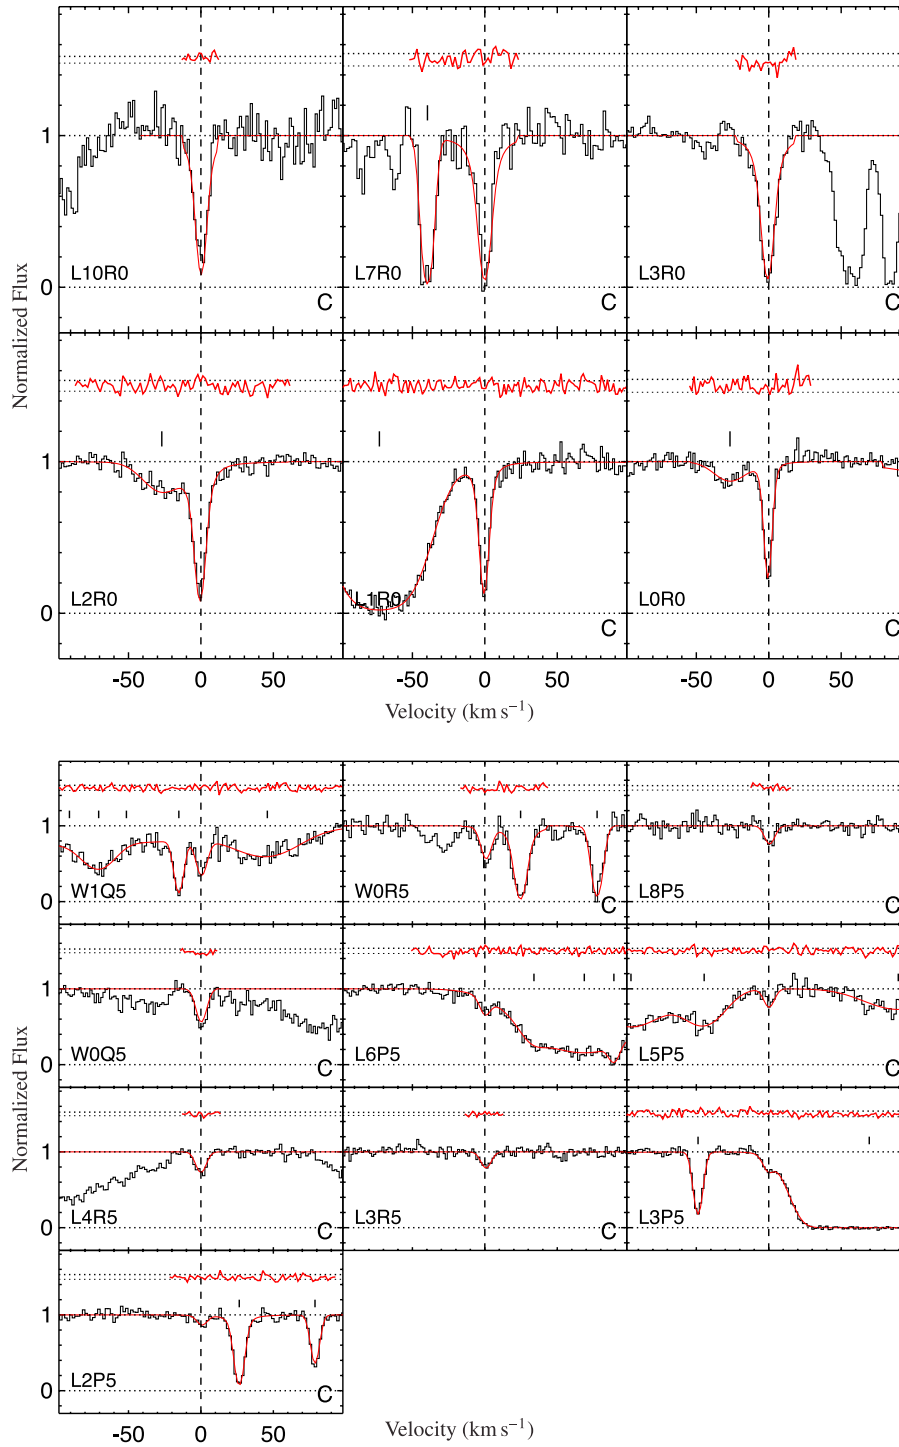 1
0
L10R0
C
L7R0
C
L3R0
C
Normalized Flux
1
0
L2R0
L1R0
C
L0R0
C
-50 0 50 -50 0 50 -50 0 50
Velocity (km s⁻¹)
1
0
W1Q5
W0R5
C
L8P5
C
1
0
W0Q5
C
L6P5
L5P5
C
Normalized Flux
1
0
L4R5
C
L3R5
C
L3P5
1
0
L2P5
C
-50 0 50
Velocity (km s⁻¹)